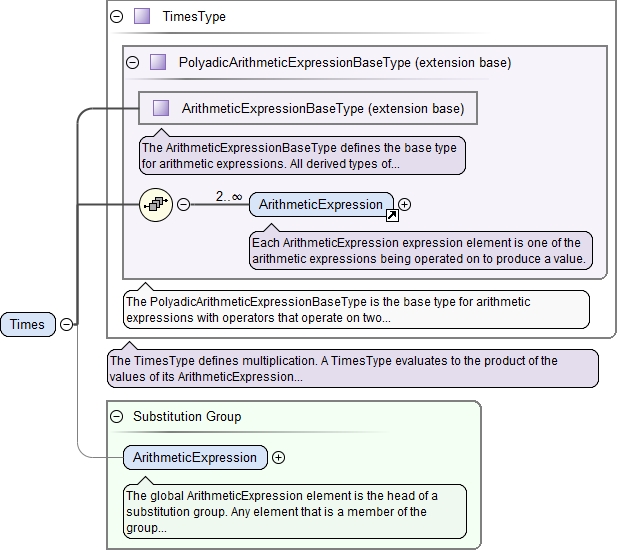 TimesType
PolyadicArithmeticExpressionBaseType (extension base)
ArithmeticExpressionBaseType (extension base)
The ArithmeticExpressionBaseType defines the base type
for arithmetic expressions. All derived types of...
2..∞
ArithmeticExpression
Each ArithmeticExpression expression element is one of the
arithmetic expressions being operated on to produce a value.
The PolyadicArithmeticExpressionBaseType is the base type for arithmetic
expressions with operators that operate on two...
Times
The TimesType defines multiplication. A TimesType evaluates to the product of the
values of its ArithmeticExpression...
Substitution Group
ArithmeticExpression
The global ArithmeticExpression element is the head of a
substitution group. Any element that is a member of the
group...